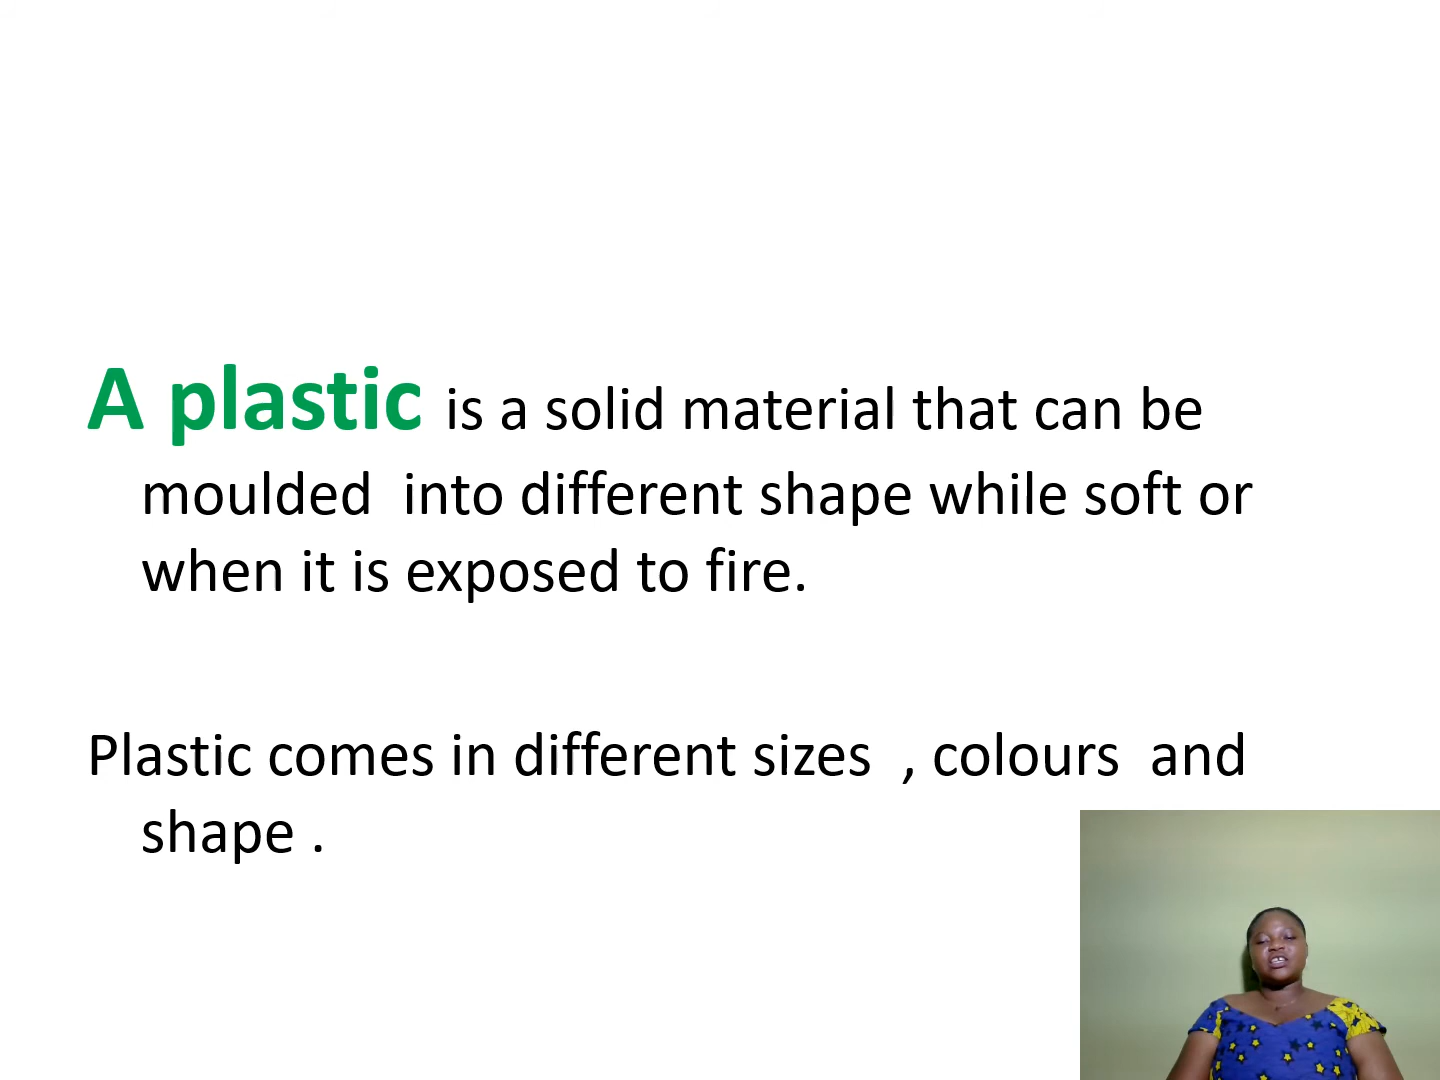 A plastic is a solid material that can be
moulded  into different shape while soft or
when it is exposed to fire.
Plastic comes in different sizes  , colours  and
shape .